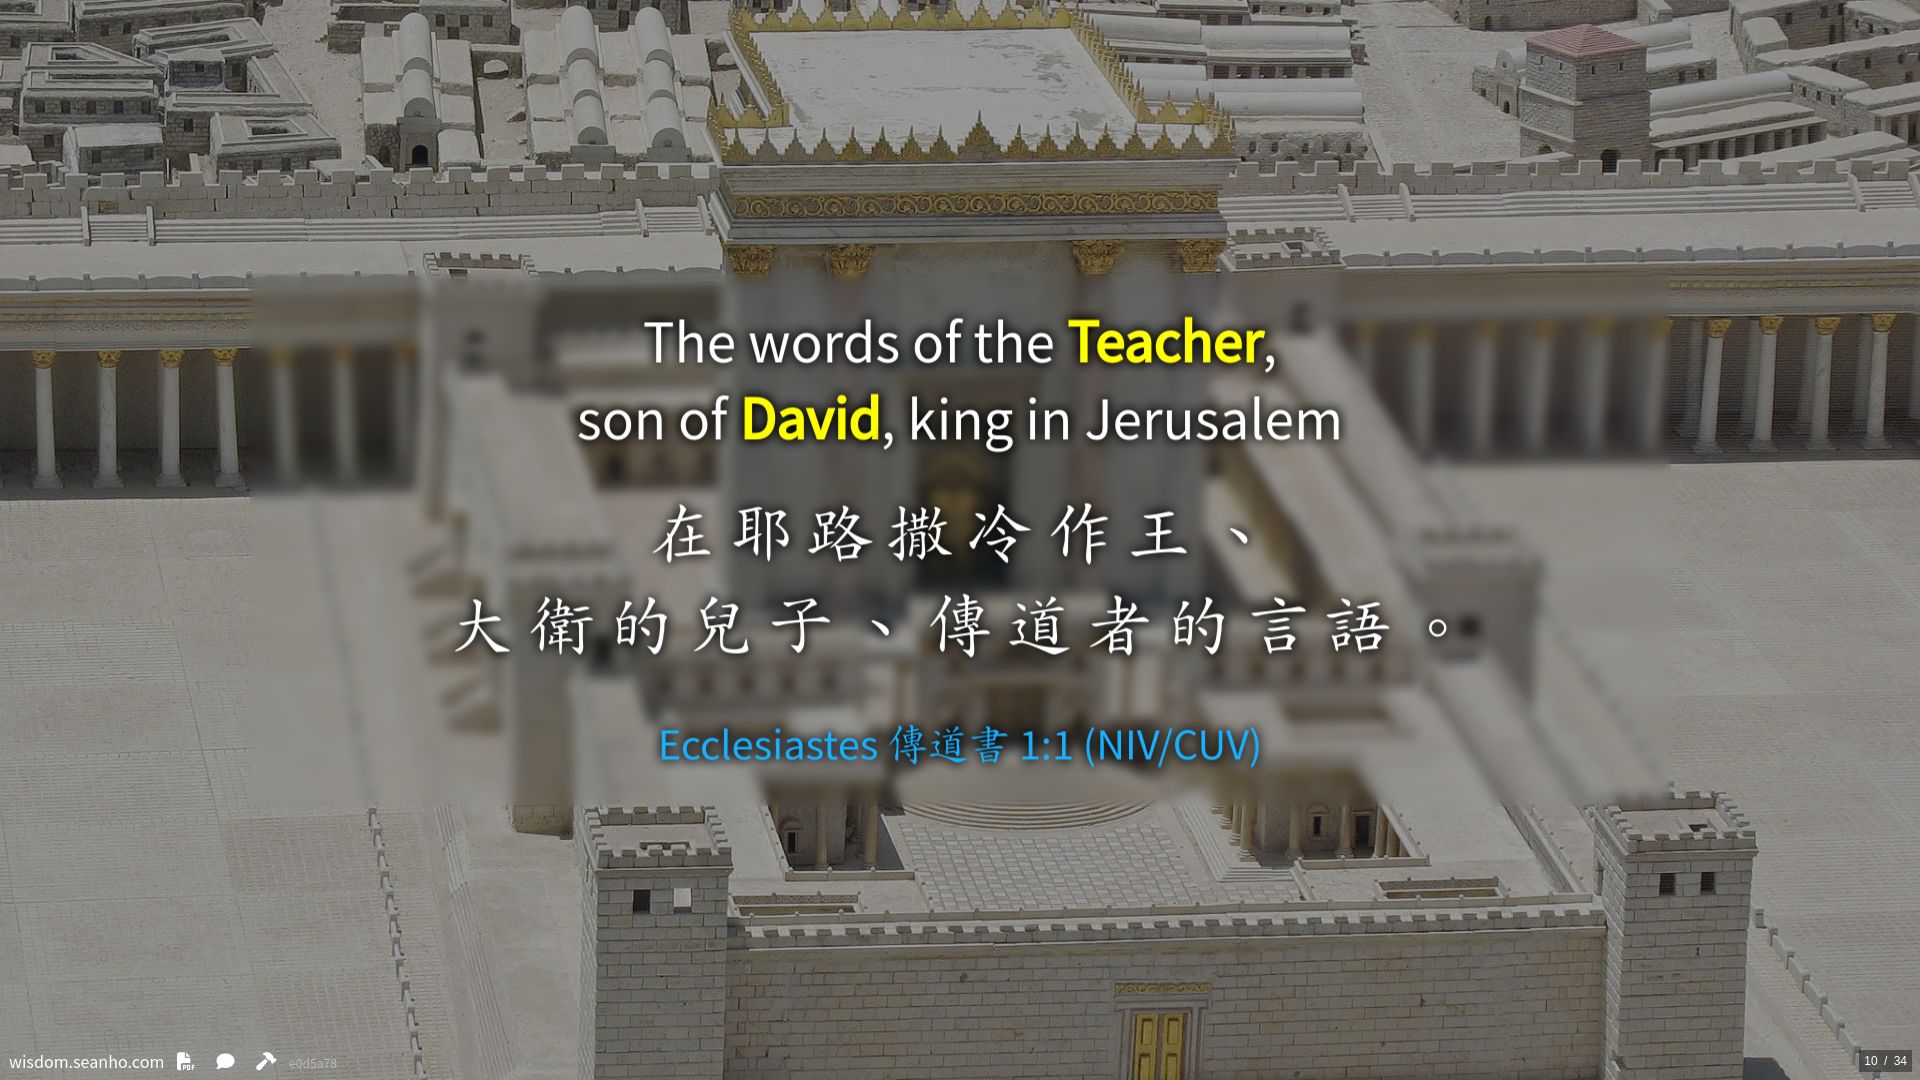 The words of the Teacher,
son of David, king in Jerusalem
在耶路撒冷作王、
大衛的兒子、傳道者的言語。
Ecclesiastes 傳道書 1:1 (NIV/CUV)
wisdom.seanho.com PDF e0d5a78
10 / 34